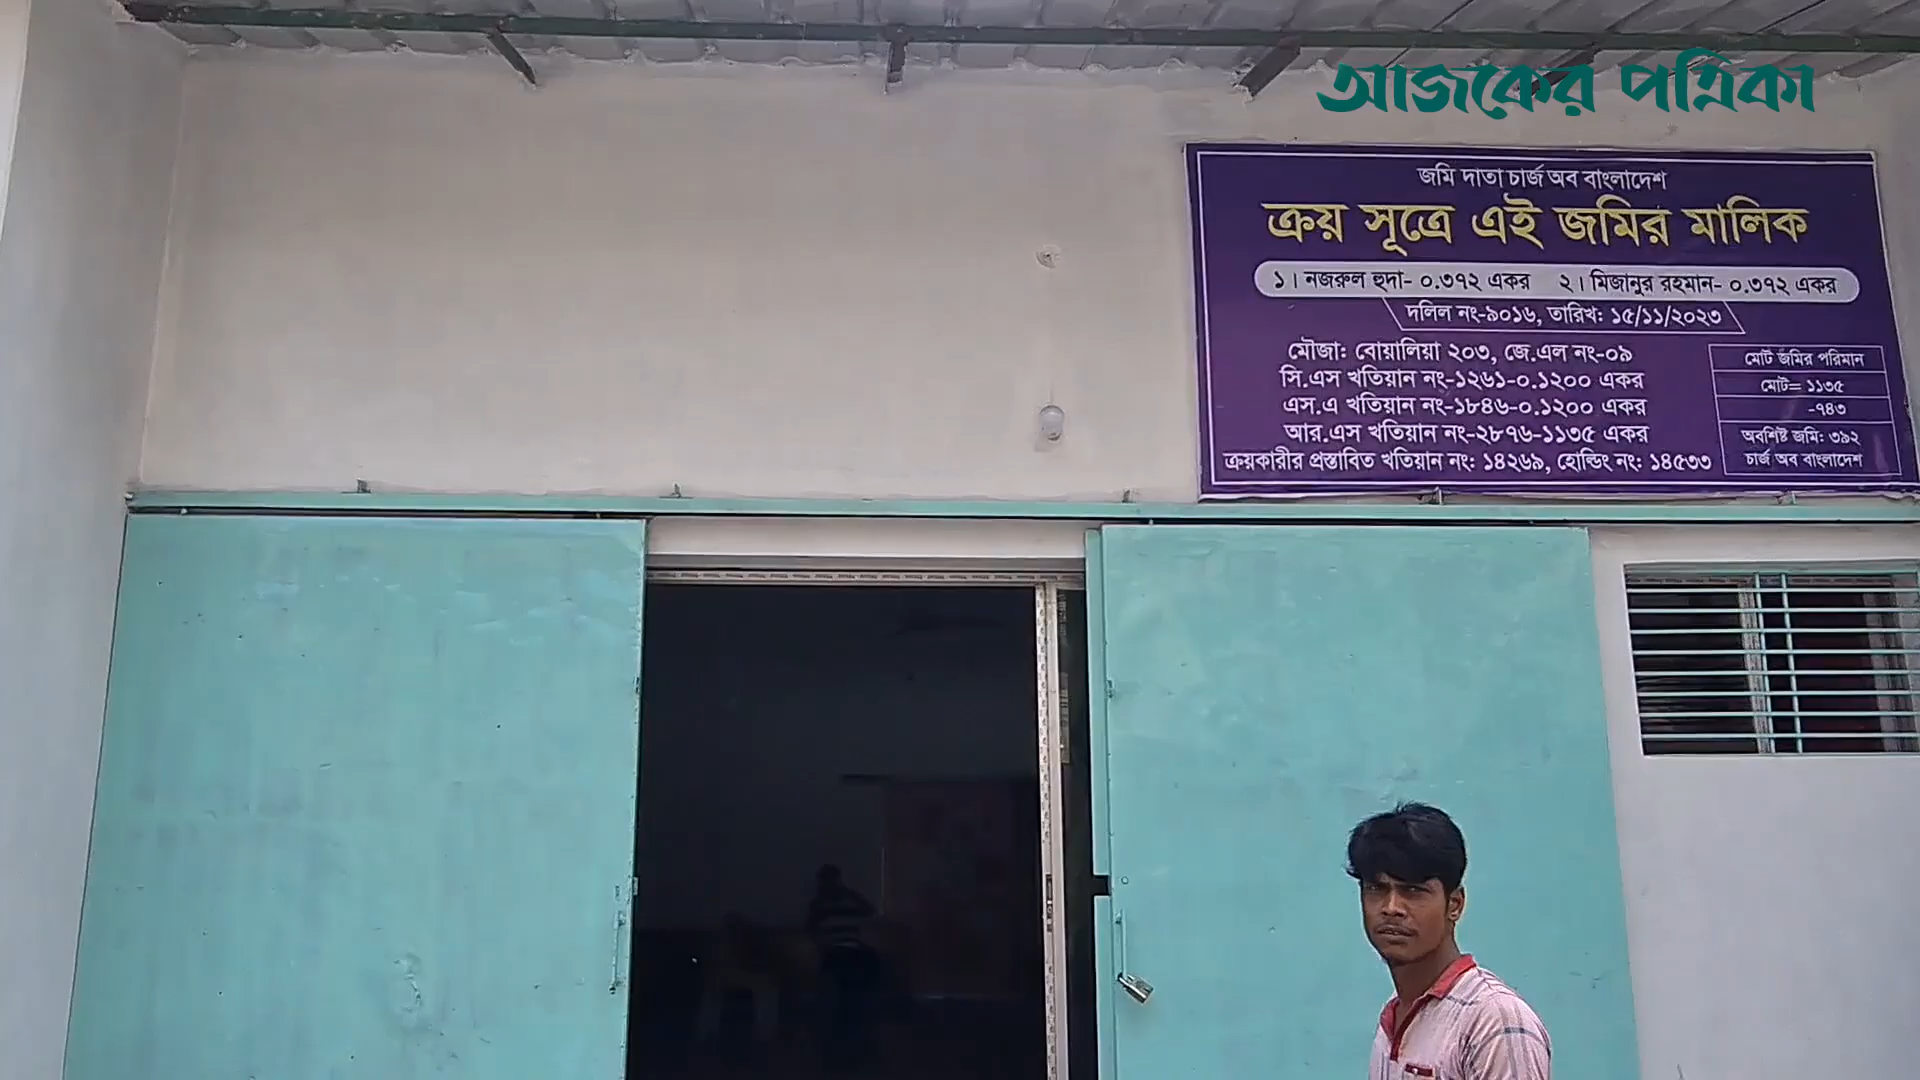 আজকের পত্রিকা
জমি দাতা চার্জ অব বাংলাদেশ
ক্রয় সূত্রে এই জমির মালিক
১। নজরুল হুদা- ০.৩৭২ একর ২। মিজানুর রহমান- ০.৩৭২ একর
দলিল নং-৯০১৬, তারিখ: ১৫/১১/২০২৩
মৌজা: বোয়ালিয়া ২০৩, জে.এল নং-০৯
সি.এস খতিয়ান নং-১২৬১-০.১২০০ একর
এস.এ খতিয়ান নং-১৮৪৬-০.১২০০ একর
আর.এস খতিয়ান নং-২৮৭৬-১১৩৫ একর
ক্রয়কারীর প্রস্তাবিত খতিয়ান নং: ১৪২৬৯, হোল্ডিং নং: ১৪৫৩৩
মোট জমির পরিমান
মোট= ১১৩৫
-৭৪৩
অবশিষ্ট জমি: ৩৯২
চার্জ অব বাংলাদেশ